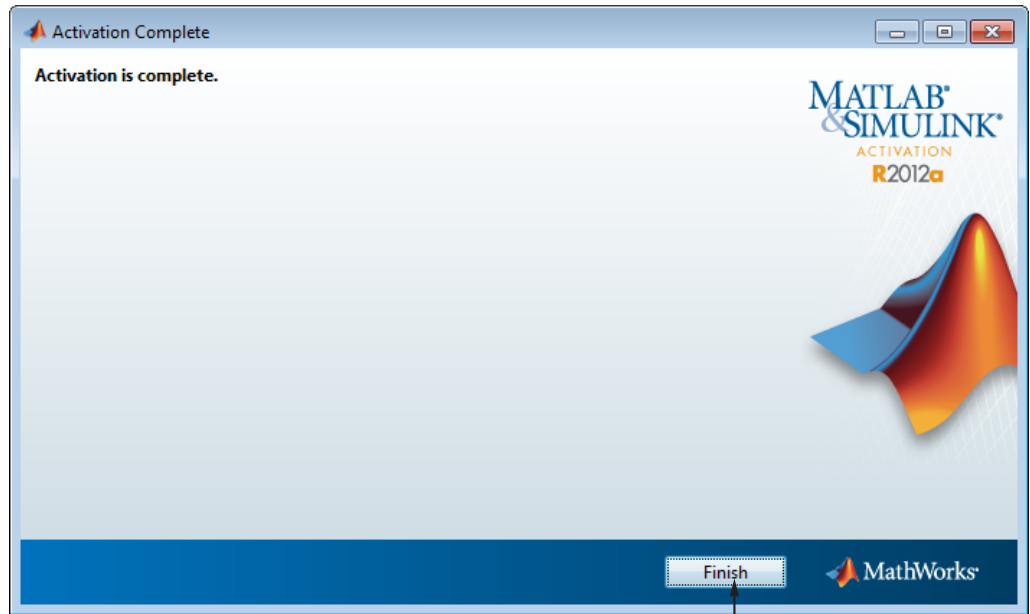 Activation Complete
Activation is complete.
MATLAB®
&SIMULINK®
ACTIVATION
R2012a
Finish
MathWorks®